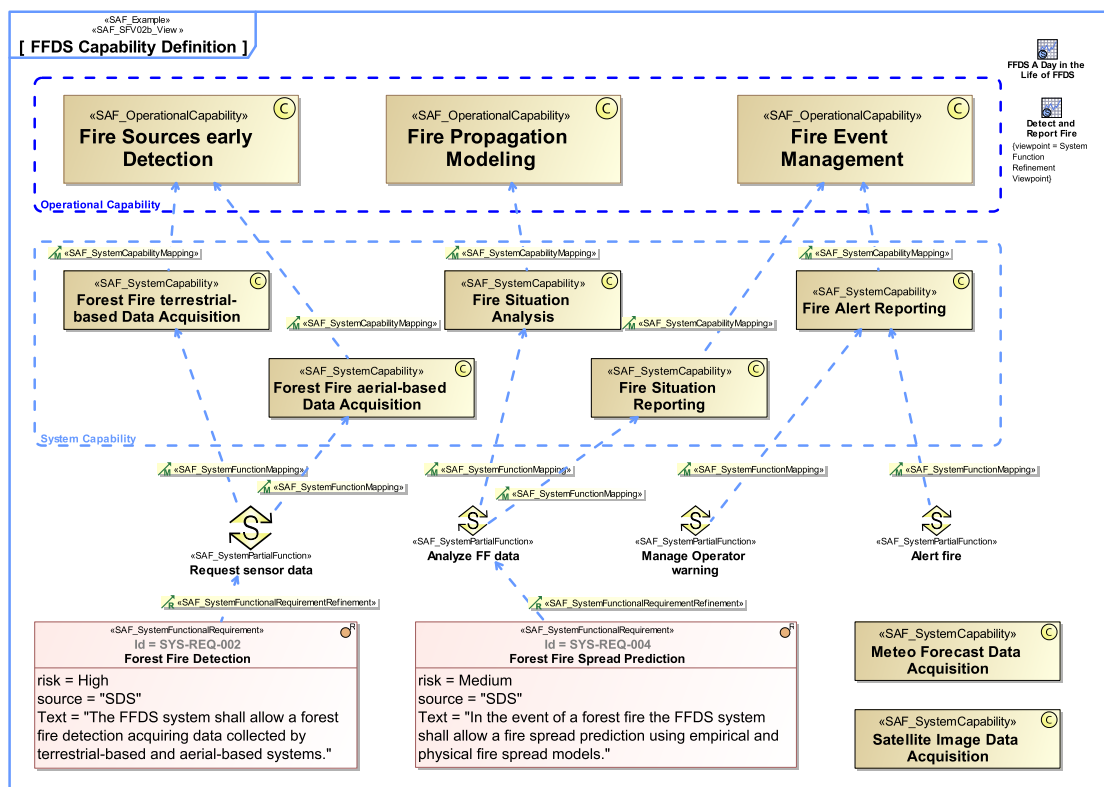 «SAF_Example»
«SAF_SFV02b_View »
[ FFDS Capability Definition ]
FFDS A Day in the
Life of FFDS
Detect and
Report Fire
{viewpoint = System
Function
Refinement
Viewpoint}
«SAF_OperationalCapability»
C
Fire Sources early
Detection
«SAF_OperationalCapability»
C
Fire Propagation
Modeling
«SAF_OperationalCapability»
C
Fire Event
Management
Operational Capability
M «SAF_SystemCapabilityMapping»
M «SAF_SystemCapabilityMapping»
M «SAF_SystemCapabilityMapping»
«SAF_SystemCapability»
C
Forest Fire terrestrial-
based Data Acquisition
«SAF_SystemCapability»
C
Fire Situation
Analysis
«SAF_SystemCapability»
C
Fire Alert Reporting
M «SAF_SystemCapabilityMapping»
M «SAF_SystemCapabilityMapping»
«SAF_SystemCapability»
C
Forest Fire aerial-based
Data Acquisition
«SAF_SystemCapability»
C
Fire Situation
Reporting
System Capability
M «SAF_SystemFunctionMapping»
M «SAF_SystemFunctionMapping»
M «SAF_SystemFunctionMapping»
M «SAF_SystemFunctionMapping»
M «SAF_SystemFunctionMapping»
M «SAF_SystemFunctionMapping»
S
«SAF_SystemPartialFunction»
Request sensor data
S
«SAF_SystemPartialFunction»
Analyze FF data
S
«SAF_SystemPartialFunction»
Manage Operator
warning
S
«SAF_SystemPartialFunction»
Alert fire
R «SAF_SystemFunctionalRequirementRefinement»
R «SAF_SystemFunctionalRequirementRefinement»
«SAF_SystemFunctionalRequirement»
R
Id = SYS-REQ-002
Forest Fire Detection
risk = High
source = "SDS"
Text = "The FFDS system shall allow a forest
fire detection acquiring data collected by
terrestrial-based and aerial-based systems."
«SAF_SystemFunctionalRequirement»
R
Id = SYS-REQ-004
Forest Fire Spread Prediction
risk = Medium
source = "SDS"
Text = "In the event of a forest fire the FFDS system
shall allow a fire spread prediction using empirical and
physical fire spread models."
«SAF_SystemCapability»
C
Meteo Forecast Data
Acquisition
«SAF_SystemCapability»
C
Satellite Image Data
Acquisition